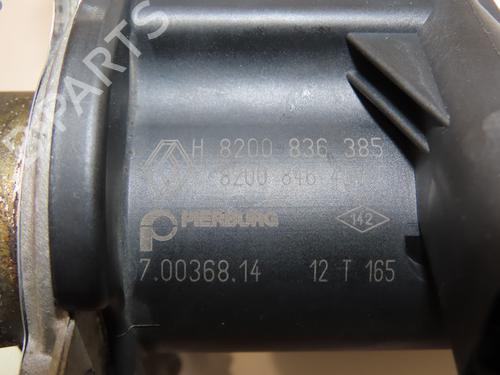 B-PARTS
H 8200 836 385
8200 846
PIERBURG
142
7.00368.14 12 T 165